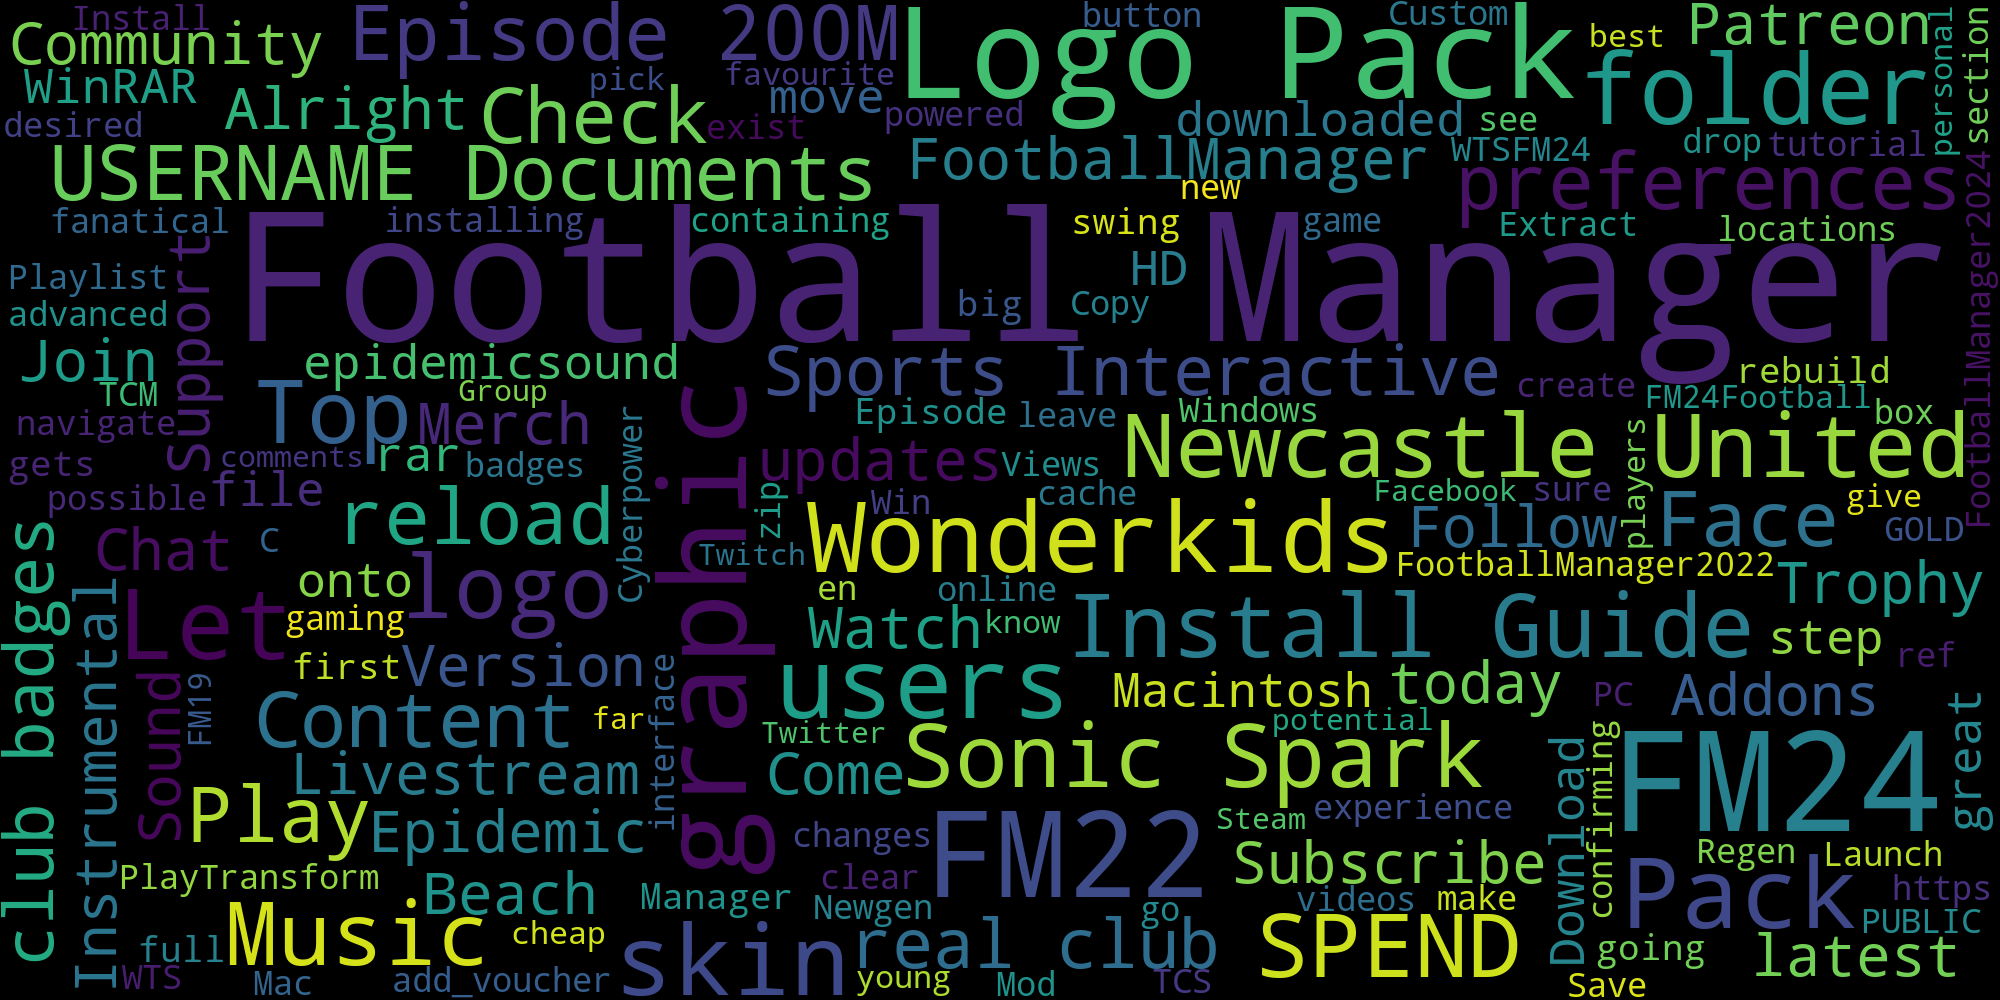 Install
Community
Episode 200M
Logo Pack
button
Custom
best
Patreon
personal
section
WinRAR
pick
favourite
move
folder
desired
Alright
Check
exist
powered
downloaded
see
WTSFM24
drop
tutorial
USERNAME Documents
FootballManager
new
preferences
FootballManager2024
fanatical
installing
containing
swing
game
Extract
locations
Support
Football Manager
Playlist
HD
advanced
big
Copy
Join
epidemicsound
Sports Interactive
create
rebuild
TCM
Top
Group
Merch
graphic
Episode
leave
Windows
FM24Football
box
navigate
Cyberpower
Newcastle United
players
gets
comments
rar
badges
updates
Views
cache
Facebook
sure
give
possible
file
zip
Win
Wonderkids
Follow
Face
GOLD
club badges
Chat
C
reload
Twitch
FootballManager2022
Instrumental
Let
onto
logo
en
online
Trophy
gaming
Watch
know
Install Guide
step
ref
first
Version
interface
users
Macintosh
today
PC
Addons
Sound
FM19
Content
far
Twitter
potential
confirming
great
Livestream
Come
Sonic Spark
Download
FM24
Play
Epidemic
changes
FM22
Steam
experience
Subscribe
Regen
Launch
PlayTransform
Beach
Manager
clear
Newgen
go
videos
make
Pack
https
PUBLIC
full
Music
cheap
skin
real club
SPEND
going
latest
WTS
Mac
add_voucher
young
Mod
TCS
Save